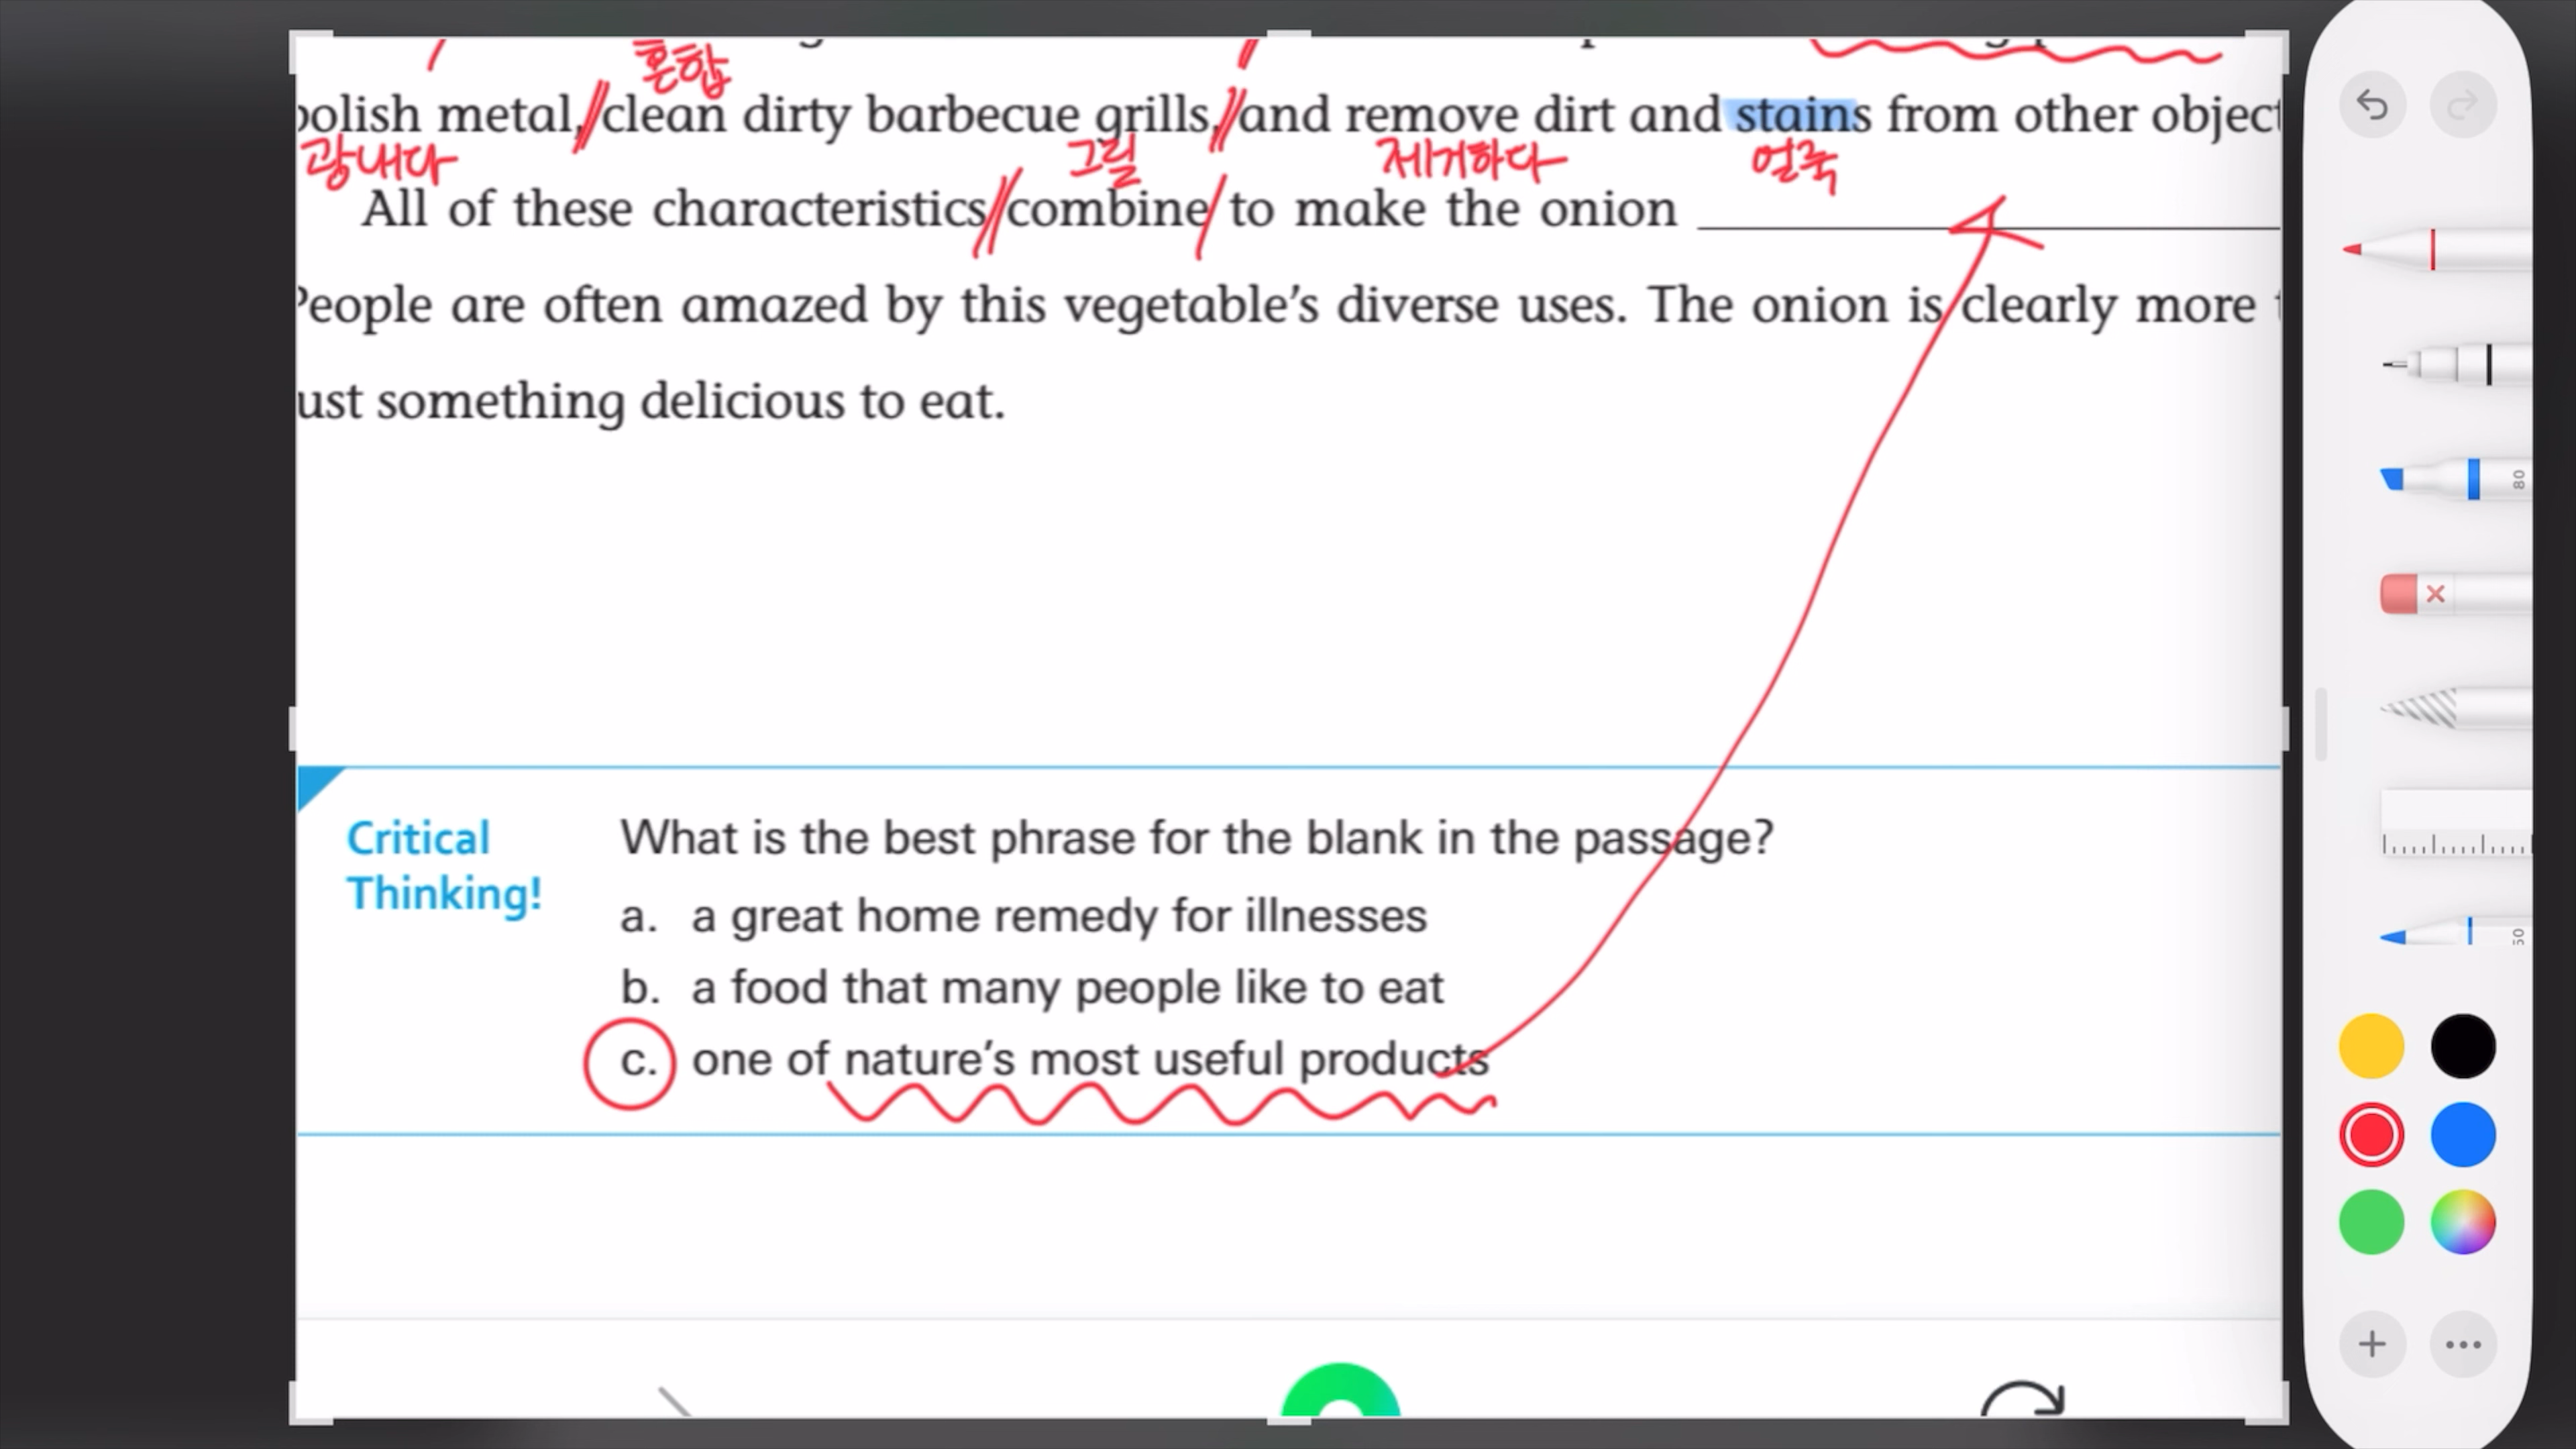 혼합
polish metal, clean dirty barbecue grills, and remove dirt and stains from other object
광내다 그릴 제거하다 얼룩
All of these characteristics combine to make the onion
People are often amazed by this vegetable's diverse uses. The onion is clearly more t
ust something delicious to eat.
Critical
Thinking!
What is the best phrase for the blank in the passage?
a. a great home remedy for illnesses
b. a food that many people like to eat
c. one of nature's most useful products
80
50